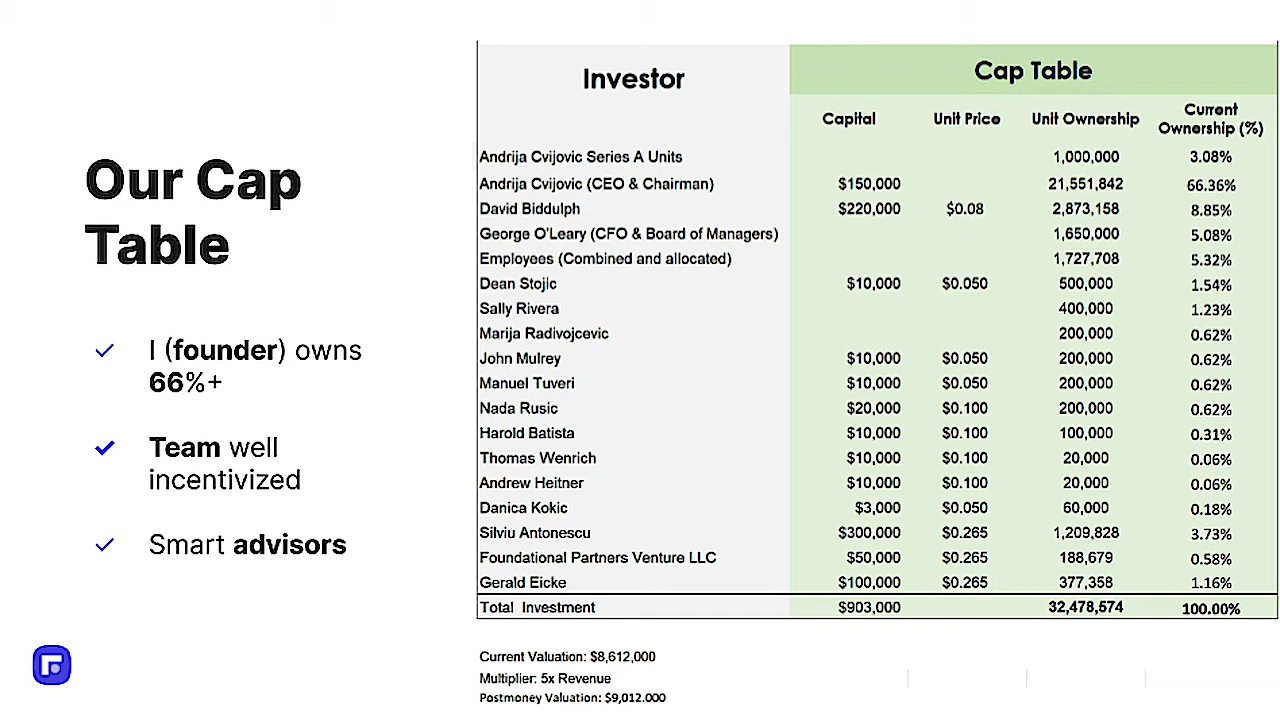 Our Cap
Table
I (founder) owns
66%+
Team well
incentivized
Smart advisors
Investor Cap Table
Capital Unit Price Unit Ownership Current Ownership (%)
Andrija Cvijovic Series A Units 1,000,000 3.08%
Andrija Cvijovic (CEO & Chairman) $150,000 21,551,842 66.36%
David Biddulph $220,000 $0.08 2,873,158 8.85%
George O'Leary (CFO & Board of Managers) 1,650,000 5.08%
Employees (Combined and allocated) 1,727,708 5.32%
Dean Stojic $10,000 $0.050 500,000 1.54%
Sally Rivera 400,000 1.23%
Marija Radivojcevic 200,000 0.62%
John Mulrey $10,000 $0.050 200,000 0.62%
Manuel Tuveri $10,000 $0.050 200,000 0.62%
Nada Rusic $20,000 $0.100 200,000 0.62%
Harold Batista $10,000 $0.100 100,000 0.31%
Thomas Wenrich $10,000 $0.100 20,000 0.06%
Andrew Heitner $10,000 $0.100 20,000 0.06%
Danica Kokic $3,000 $0.050 60,000 0.18%
Silviu Antonescu $300,000 $0.265 1,209,828 3.73%
Foundational Partners Venture LLC $50,000 $0.265 188,679 0.58%
Gerald Eicke $100,000 $0.265 377,358 1.16%
Total Investment $903,000 32,478,574 100.00%
Current Valuation: $8,612,000
Multiplier: 5x Revenue
Postmoney Valuation: $9,012.000